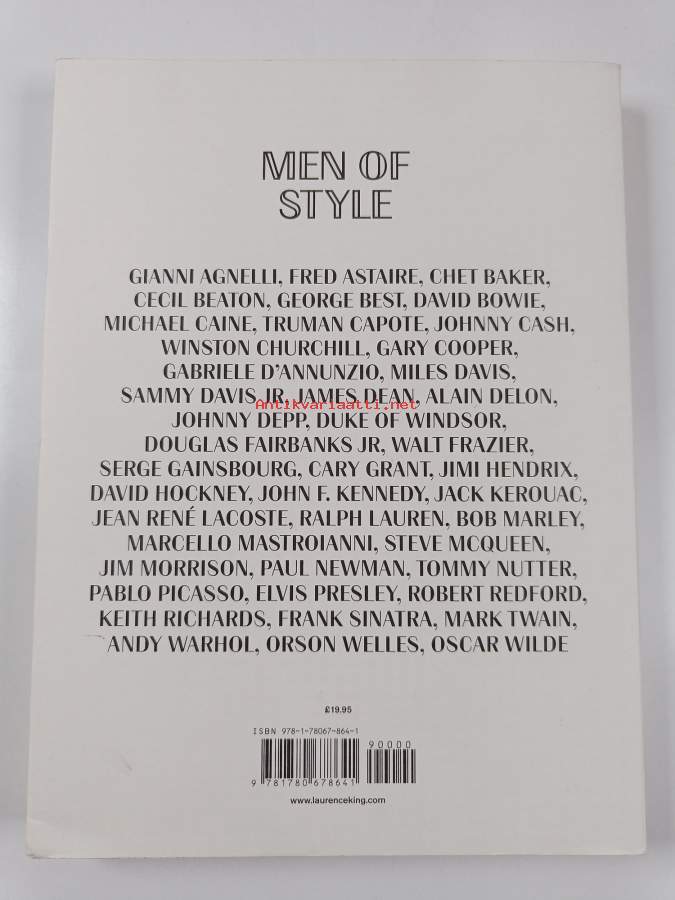 MEN OF
STYLE
GIANNI AGNELLI, FRED ASTAIRE, CHET BAKER,
CECIL BEATON, GEORGE BEST, DAVID BOWIE,
MICHAEL CAINE, TRUMAN CAPOTE, JOHNNY CASH,
WINSTON CHURCHILL, GARY COOPER,
GABRIELE D'ANNUNZIO, MILES DAVIS,
SAMMY DAVIS JR, JAMES DEAN, ALAIN DELON,
Antikvariaatti.net
JOHNNY DEPP, DUKE OF WINDSOR,
DOUGLAS FAIRBANKS JR, WALT FRAZIER,
SERGE GAINSBOURG, CARY GRANT, JIMI HENDRIX,
DAVID HOCKNEY, JOHN F. KENNEDY, JACK KEROUAC,
JEAN RENÉ LACOSTE, RALPH LAUREN, BOB MARLEY,
MARCELLO MASTROIANNI, STEVE MCQUEEN,
JIM MORRISON, PAUL NEWMAN, TOMMY NUTTER,
PABLO PICASSO, ELVIS PRESLEY, ROBERT REDFORD,
KEITH RICHARDS, FRANK SINATRA, MARK TWAIN,
ANDY WARHOL, ORSON WELLES, OSCAR WILDE
£19.95
ISBN 978-1-78067-864-1
90000
9 781780 678641
www.laurenceking.com